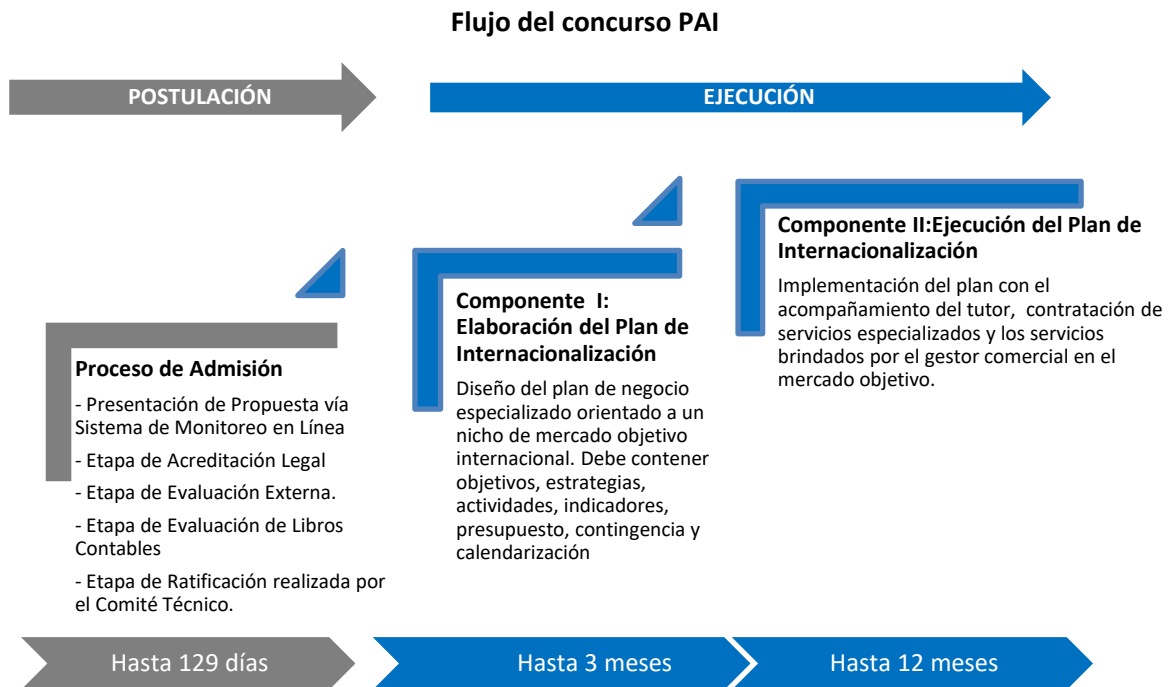 Flujo del concurso PAI
POSTULACIÓN
EJECUCIÓN
Proceso de Admisión
- Presentación de Propuesta vía
Sistema de Monitoreo en Línea
- Etapa de Acreditación Legal
- Etapa de Evaluación Externa.
- Etapa de Evaluación de Libros
Contables
- Etapa de Ratificación realizada por
el Comité Técnico.
Componente I:
Elaboración del Plan de
Internacionalización
Diseño del plan de negocio
especializado orientado a un
nicho de mercado objetivo
internacional. Debe contener
objetivos, estrategias,
actividades, indicadores,
presupuesto, contingencia y
calendarización
Componente II:Ejecución del Plan de
Internacionalización
Implementación del plan con el
acompañamiento del tutor, contratación de
servicios especializados y los servicios
brindados por el gestor comercial en el
mercado objetivo.
Hasta 129 días
Hasta 3 meses
Hasta 12 meses